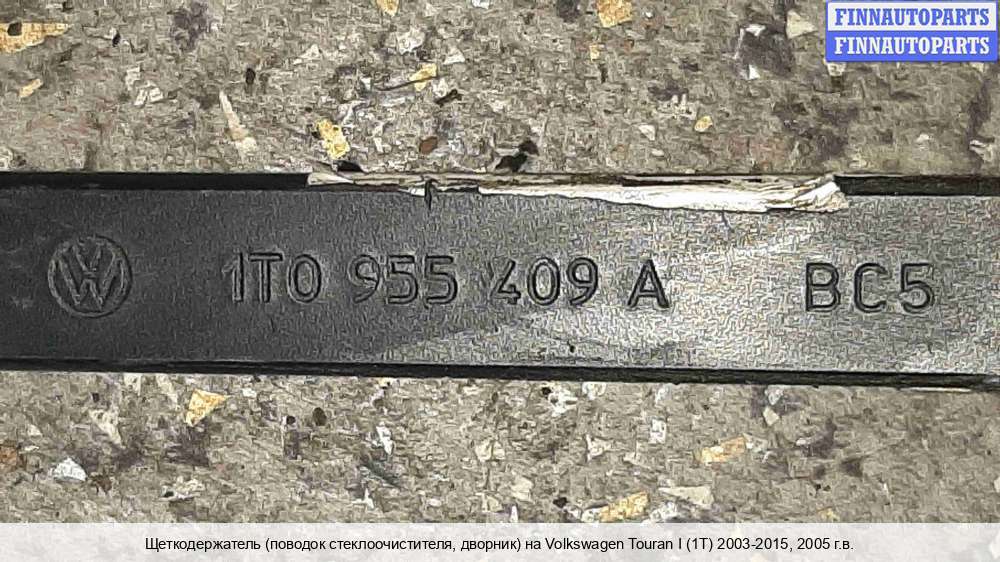 FINNAUTOPARTS
FINNAUTOPARTS
1T0 955 409 A BC5
Щеткодержатель (поводок стеклоочистителя, дворник) на Volkswagen Touran I (1T) 2003-2015, 2005 г.в.